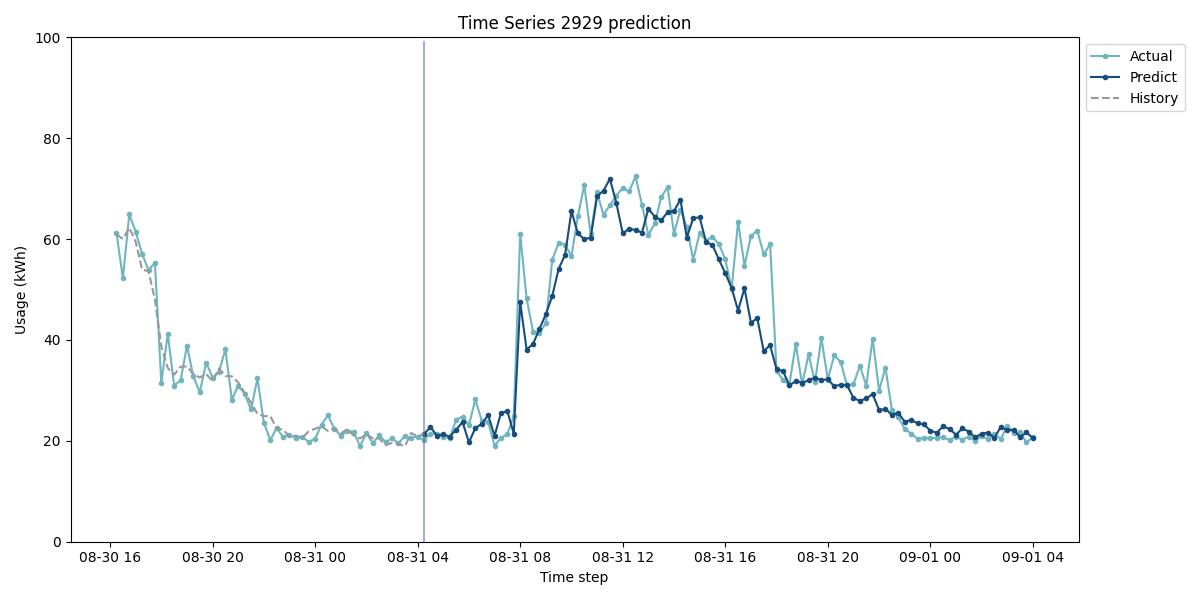 Time Series 2929 prediction
100
80
60
40
20
0
Usage (kWh)
08-30 16
08-30 20
08-31 00
08-31 04
08-31 08
08-31 12
08-31 16
08-31 20
09-01 00
09-01 04
Time step
Actual
Predict
History